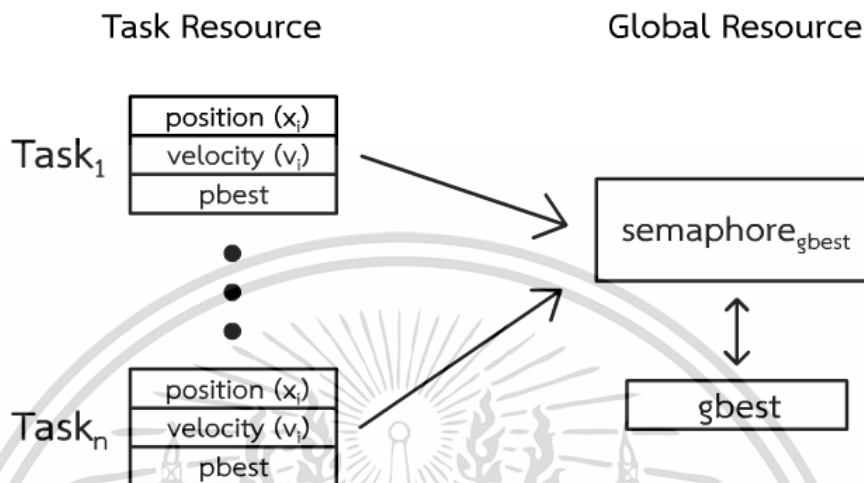 Task Resource
Global Resource
Task1
position (xi)
velocity (vi)
pbest
semaphoregbest
gbest
Taskn
position (xi)
velocity (vi)
pbest